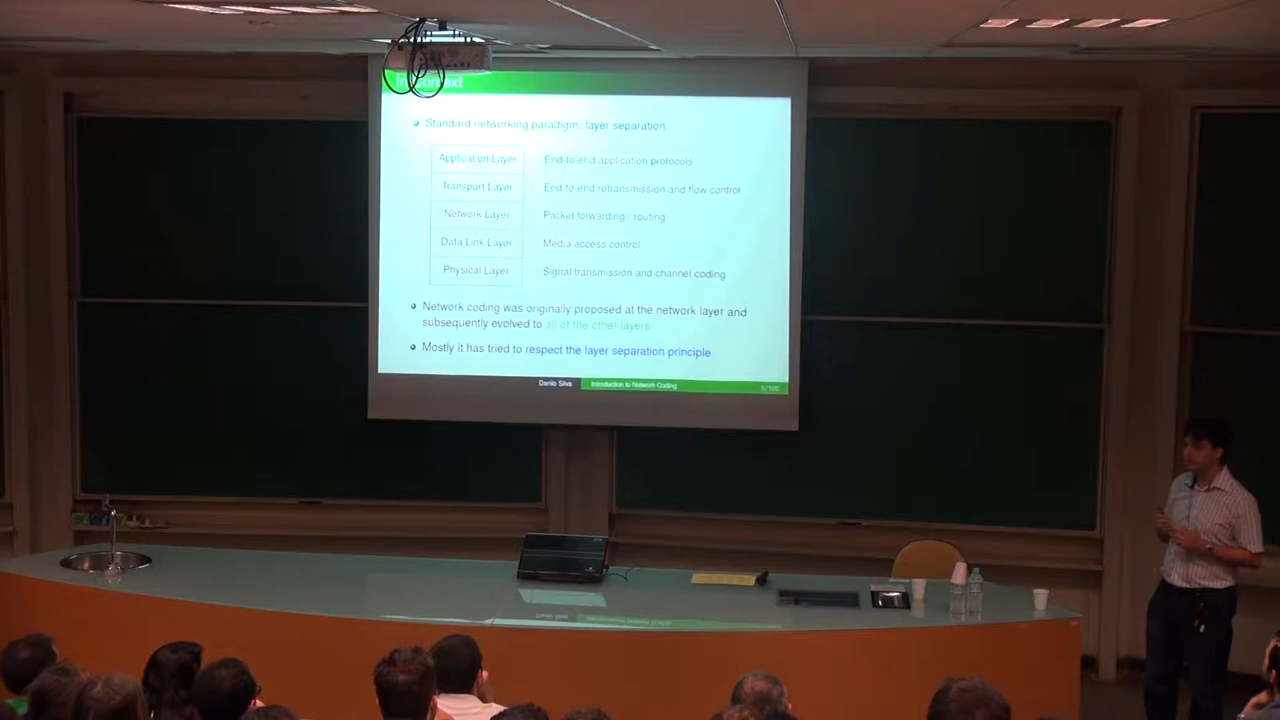 In Context
Standard networking paradigm: layer separation
Application Layer End-to-end application protocols
Transport Layer End-to-end retransmission and flow control
Network Layer Packet forwarding / routing
Data Link Layer Media access control
Physical Layer Signal transmission and channel coding
Network coding was originally proposed at the network layer and
subsequently evolved to all of the other layers
Mostly it has tried to respect the layer separation principle
Danilo Silva Introduction to Network Coding